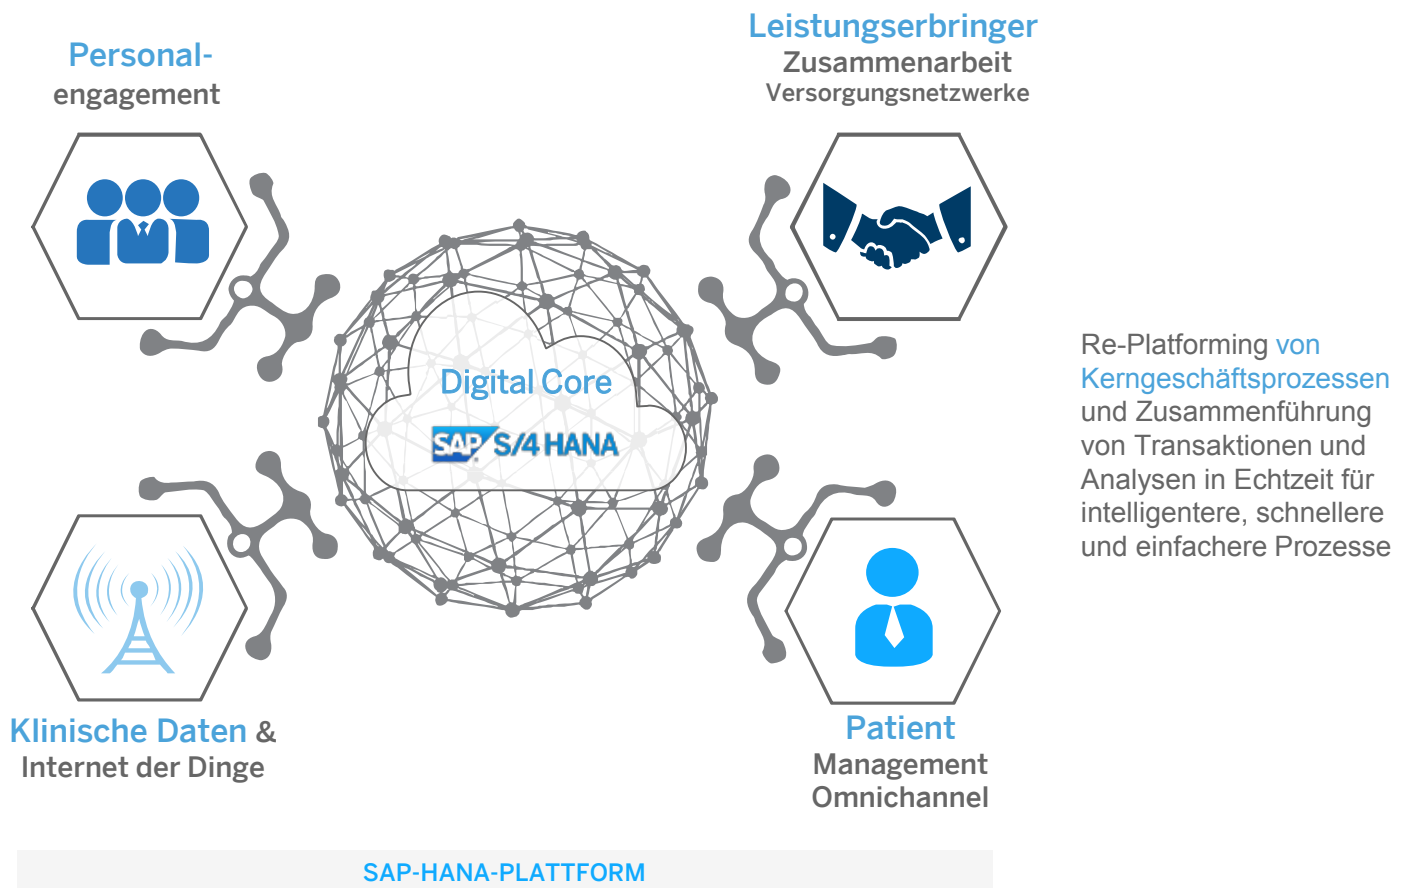 Personal-
engagement
Leistungserbringer
Zusammenarbeit
Versorgungsnetzwerke
Digital Core
SAP S/4 HANA
Re-Platforming von
Kerngeschäftsprozessen
und Zusammenführung
von Transaktionen und
Analysen in Echtzeit für
intelligentere, schnellere
und einfachere Prozesse
Klinische Daten &
Internet der Dinge
Patient
Management
Omnichannel
SAP-HANA-PLATTFORM